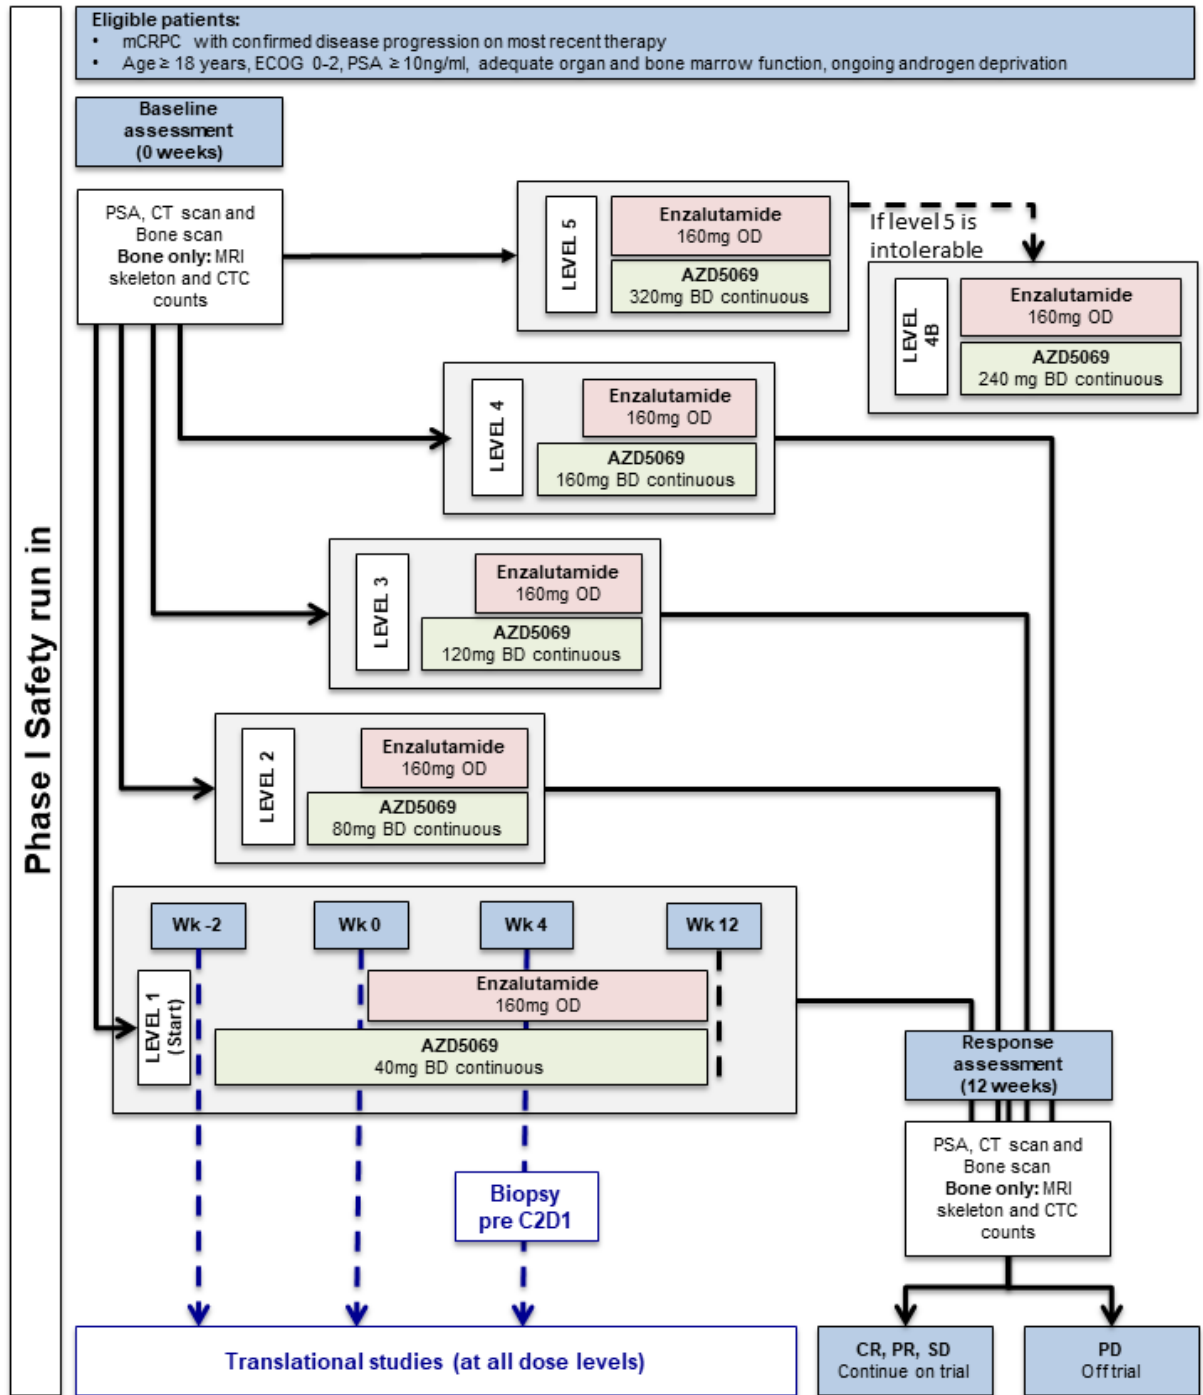 Eligible patients:
• mCRPC with confirmed disease progression on most recent therapy
• Age ≥ 18 years, ECOG 0-2, PSA ≥ 10ng/ml, adequate organ and bone marrow function, ongoing androgen deprivation
Phase I Safety run in
Baseline
assessment
(0 weeks)
PSA, CT scan and
Bone scan
Bone only: MRI
skeleton and CTC
counts
LEVEL 5
Enzalutamide
160mg OD
AZD5069
320mg BD continuous
If level 5 is
intolerable
LEVEL
4B
Enzalutamide
160mg OD
AZD5069
240 mg BD continuous
LEVEL 4
Enzalutamide
160mg OD
AZD5069
160mg BD continuous
LEVEL 3
Enzalutamide
160mg OD
AZD5069
120mg BD continuous
LEVEL 2
Enzalutamide
160mg OD
AZD5069
80mg BD continuous
Wk -2
Wk 0
Wk 4
Wk 12
LEVEL 1
(Start)
Enzalutamide
160mg OD
AZD5069
40mg BD continuous
Biopsy
pre C2D1
Translational studies (at all dose levels)
Response
assessment
(12 weeks)
PSA, CT scan and
Bone scan
Bone only: MRI
skeleton and CTC
counts
CR, PR, SD
Continue on trial
PD
Off trial